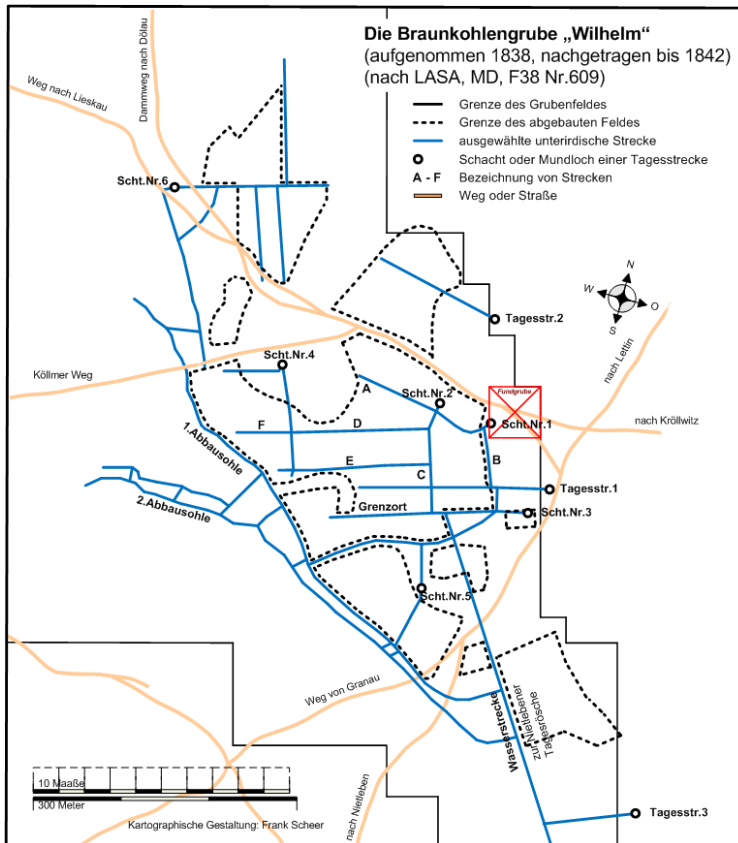 Die Braunkohlengrube „Wilhelm“
(aufgenommen 1838, nachgetragen bis 1842)
(nach LASA, MD, F38 Nr.609)
Grenze des Grubenfeldes
Grenze des abgebauten Feldes
ausgewählte unterirdische Strecke
Schacht oder Mundloch einer Tagesstrecke
A - F Bezeichnung von Strecken
Weg oder Straße
Dammweg nach Dölau
Weg nach Lieskau
Scht.Nr.6
N
W
O
S
Tagesstr.2
nach Lettin
Scht.Nr.4
Köllmer Weg
A
Scht.Nr.2
Fundgrube
Scht.Nr.1
nach Kröllwitz
F
D
1.Abbausohle
E
C
B
2.Abbausohle
Tagesstr.1
Grenzort
Scht.Nr.3
Scht.Nr.5
Weg von Granau
Wasserstrecke
zur Nietlebener
Tagesrösche
10 Maaße
300 Meter
Kartographische Gestaltung: Frank Scheer
nach Nietleben
Tagesstr.3